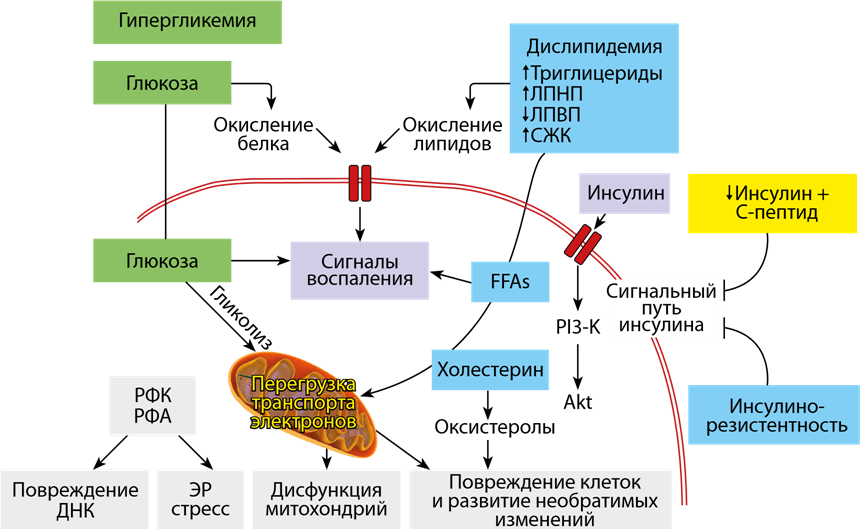 Гипергликемия
Глюкоза
Окисление
белка
Окисление
липидов
Дислипидемия
↑Триглицериды
↑ЛПНП
↓ЛПВП
↑СЖК
Инсулин
↓Инсулин +
С-пептид
Глюкоза
Сигналы
воспаления
FFAs
Сигнальный
путь
инсулина
Гликолиз
PI3-K
Холестерин
Akt
Инсулино-
резистентность
Перегрузка
транспорта
электронов
РФК
РФА
Оксистеролы
Повреждение
ДНК
ЭР
стресс
Дисфункция
митохондрий
Повреждение клеток
и развитие необратимых
изменений